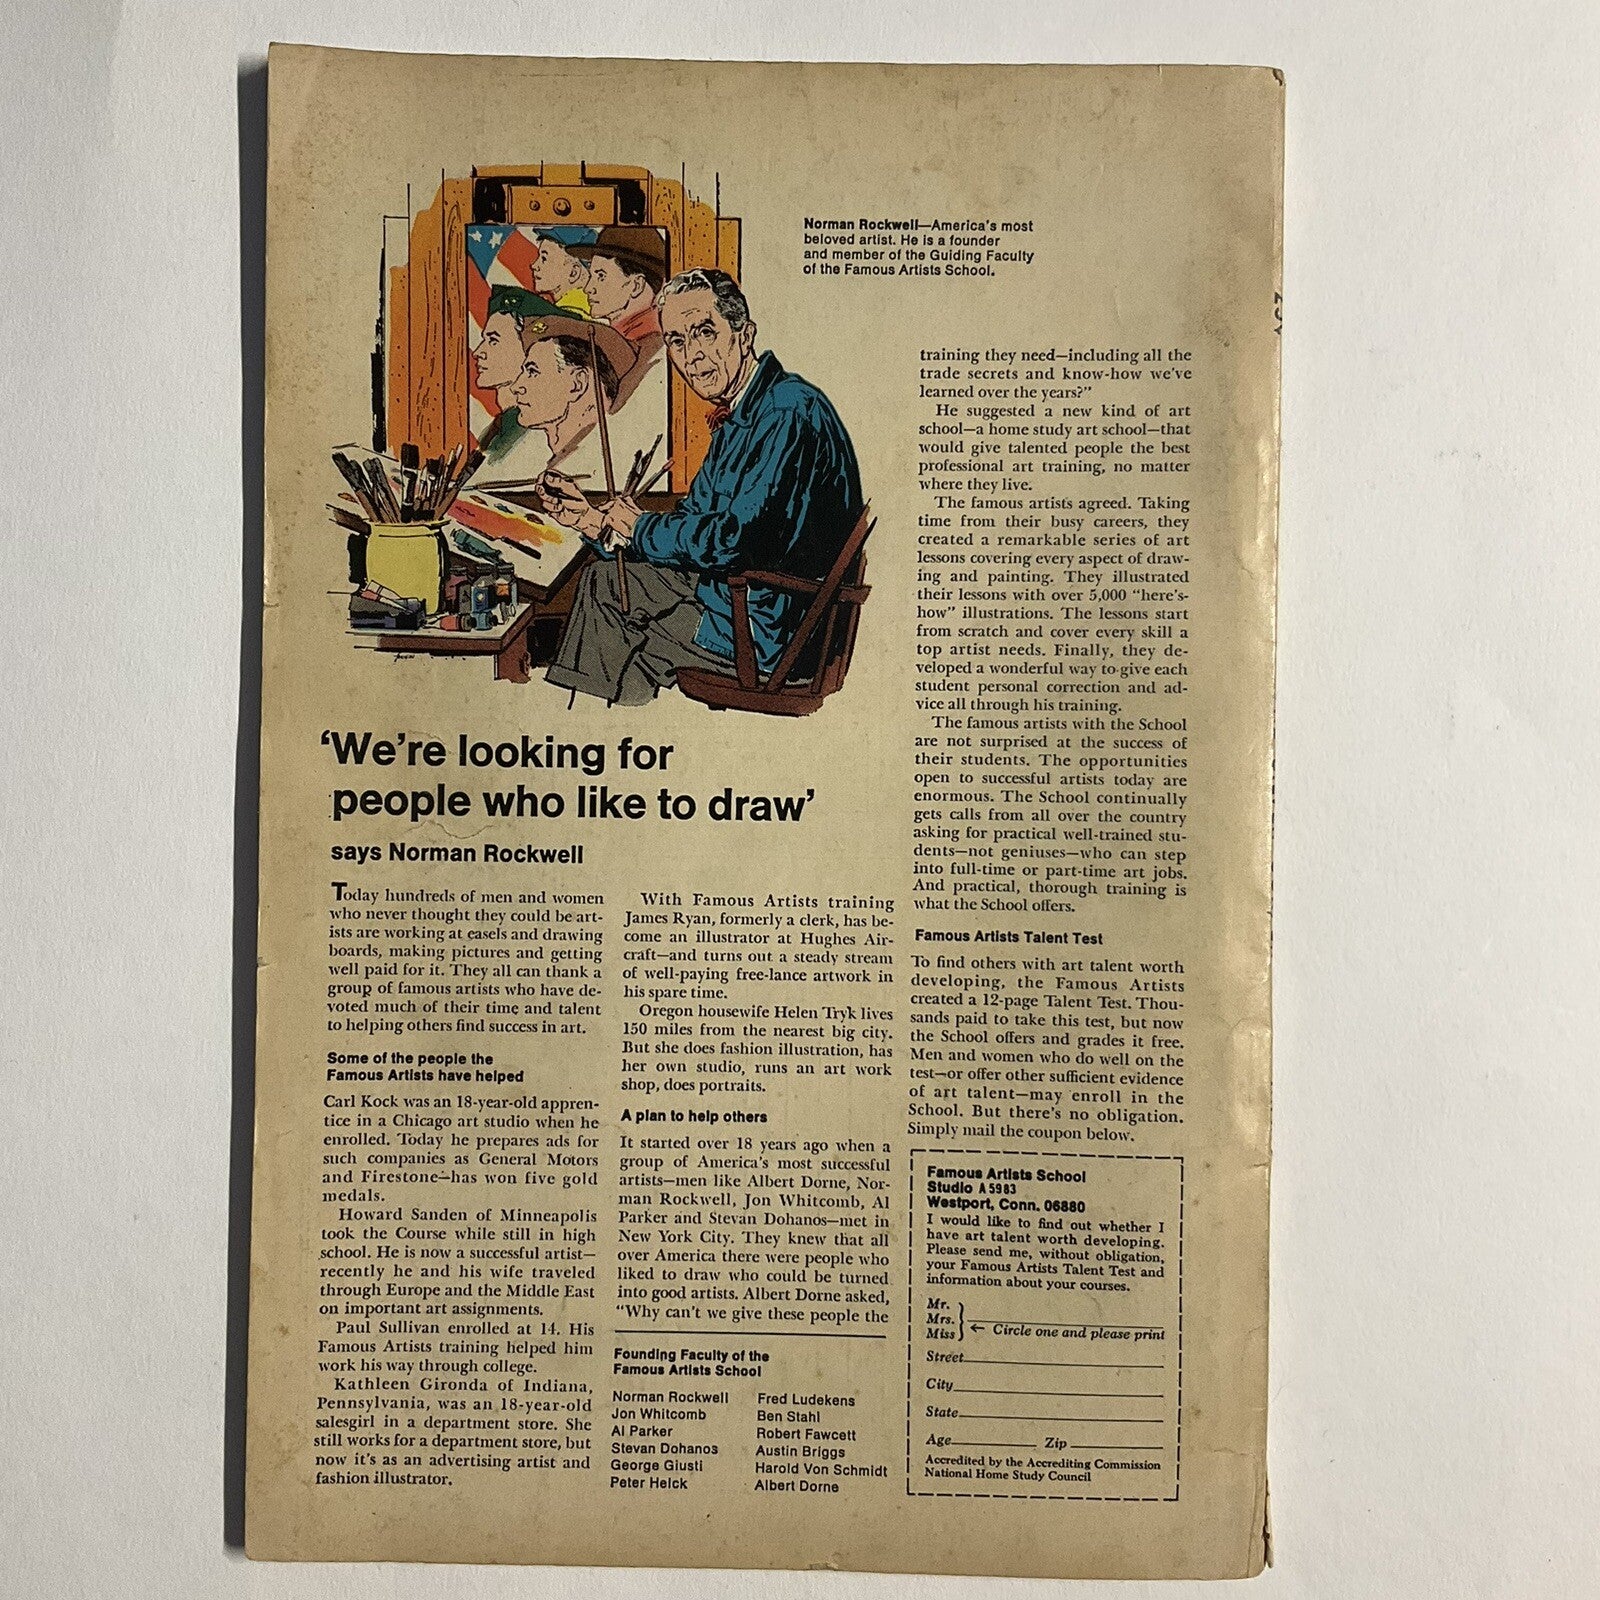 Norman Rockwell—America's most
beloved artist. He is a founder
and member of the Guiding Faculty
of the Famous Artists School.
'We're looking for
people who like to draw'
says Norman Rockwell
Today hundreds of men and women
who never thought they could be art-
ists are working at easels and drawing
boards, making pictures and getting
well paid for it. They all can thank a
group of famous artists who have de-
voted much of their time and talent
to helping others find success in art.
Some of the people the
Famous Artists have helped
Carl Kock was an 18-year-old appren-
tice in a Chicago art studio when he
enrolled. Today he prepares ads for
such companies as General Motors
and Firestone—has won five gold
medals.
Howard Sanden of Minneapolis
took the Course while still in high
school. He is now a successful artist—
recently he and his wife traveled
through Europe and the Middle East
on important art assignments.
Paul Sullivan enrolled at 14. His
Famous Artists training helped him
work his way through college.
Kathleen Gironda of Indiana,
Pennsylvania, was an 18-year-old
salesgirl in a department store. She
still works for a department store, but
now it's as an advertising artist and
fashion illustrator.
With Famous Artists training
James Ryan, formerly a clerk, has be-
come an illustrator at Hughes Air-
craft—and turns out a steady stream
of well-paying free-lance artwork in
his spare time.
Oregon housewife Helen Tryk lives
150 miles from the nearest big city.
But she does fashion illustration, has
her own studio, runs an art work
shop, does portraits.
A plan to help others
It started over 18 years ago when a
group of America's most successful
artists—men like Albert Dorne, Nor-
man Rockwell, Jon Whitcomb, Al
Parker and Stevan Dohanos—met in
New York City. They knew that all
over America there were people who
liked to draw who could be turned
into good artists. Albert Dorne asked,
"Why can't we give these people the
Founding Faculty of the
Famous Artists School
Norman Rockwell
Jon Whitcomb
Al Parker
Stevan Dohanos
George Giusti
Peter Helck
Fred Ludekens
Ben Stahl
Robert Fawcett
Austin Briggs
Harold Von Schmidt
Albert Dorne
training they need—including all the
trade secrets and know-how we've
learned over the years?"
He suggested a new kind of art
school—a home study art school—that
would give talented people the best
professional art training, no matter
where they live.
The famous artists agreed. Taking
time from their busy careers, they
created a remarkable series of art
lessons covering every aspect of draw-
ing and painting. They illustrated
their lessons with over 5,000 "here's-
how" illustrations. The lessons start
from scratch and cover every skill a
top artist needs. Finally, they de-
veloped a wonderful way to give each
student personal correction and ad-
vice all through his training.
The famous artists with the School
are not surprised at the success of
their students. The opportunities
open to successful artists today are
enormous. The School continually
gets calls from all over the country
asking for practical well-trained stu-
dents—not geniuses—who can step
into full-time or part-time art jobs.
And practical, thorough training is
what the School offers.
Famous Artists Talent Test
To find others with art talent worth
developing, the Famous Artists
created a 12-page Talent Test. Thou-
sands paid to take this test, but now
the School offers and grades it free.
Men and women who do well on the
test—or offer other sufficient evidence
of art talent—may enroll in the
School. But there's no obligation.
Simply mail the coupon below.
Famous Artists School
Studio A5983
Westport, Conn. 06880
I would like to find out whether I
have art talent worth developing.
Please send me, without obligation,
your Famous Artists Talent Test and
information about your courses.
Mr.
Mrs.
Miss ← Circle one and please print
Street
City
State
Age Zip
Accredited by the Accrediting Commission
National Home Study Council